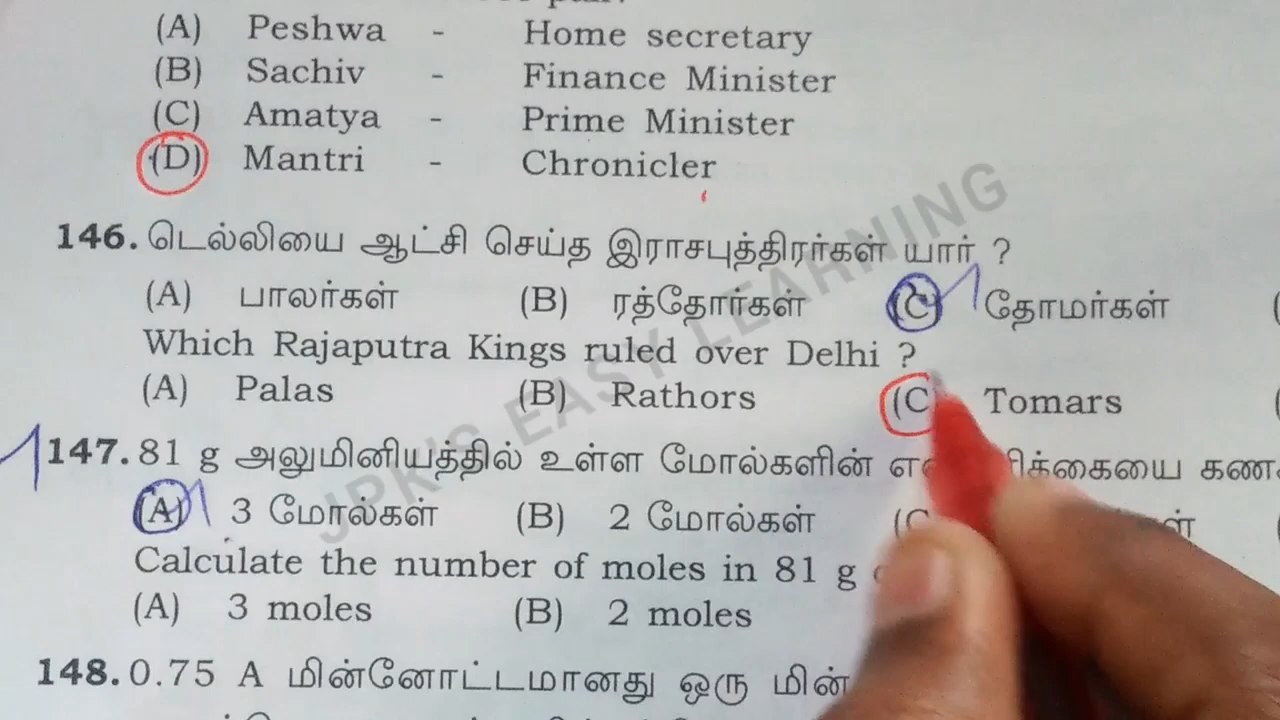 (A) Peshwa - Home secretary
(B) Sachiv - Finance Minister
(C) Amatya - Prime Minister
(D) Mantri - Chronicler
146. டெல்லியை ஆட்சி செய்த இராசபுத்திரர்கள் யார் ?
(A) பாலர்கள் (B) ரத்தோர்கள் (C) தோமர்கள்
Which Rajaputra Kings ruled over Delhi ?
(A) Palas (B) Rathors (C) Tomars
147. 81 g அலுமினியத்தில் உள்ள மோல்களின்
(A) 3 மோல்கள் (B) 2 மோல்கள் (C
Calculate the number of moles in 81 g
(A) 3 moles (B) 2 moles
148. 0.75 A மின்னோட்டமானது ஒரு மின்
JPK'S EASY LEARNING